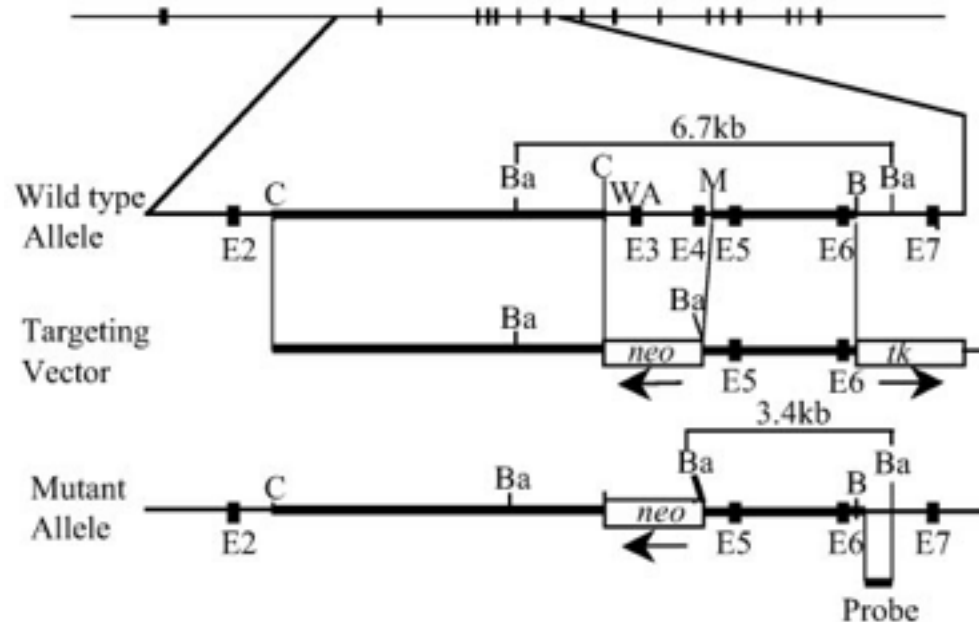 6.7kb
Ba C M B Ba
Wild type C WA
Allele E2 E3 E4 E5 E6 E7
Ba
Targeting Ba
Vector neo E5 E6 tk
3.4kb
Ba Ba
Mutant C Ba B
Allele E2 neo E5 E6 E7
Probe